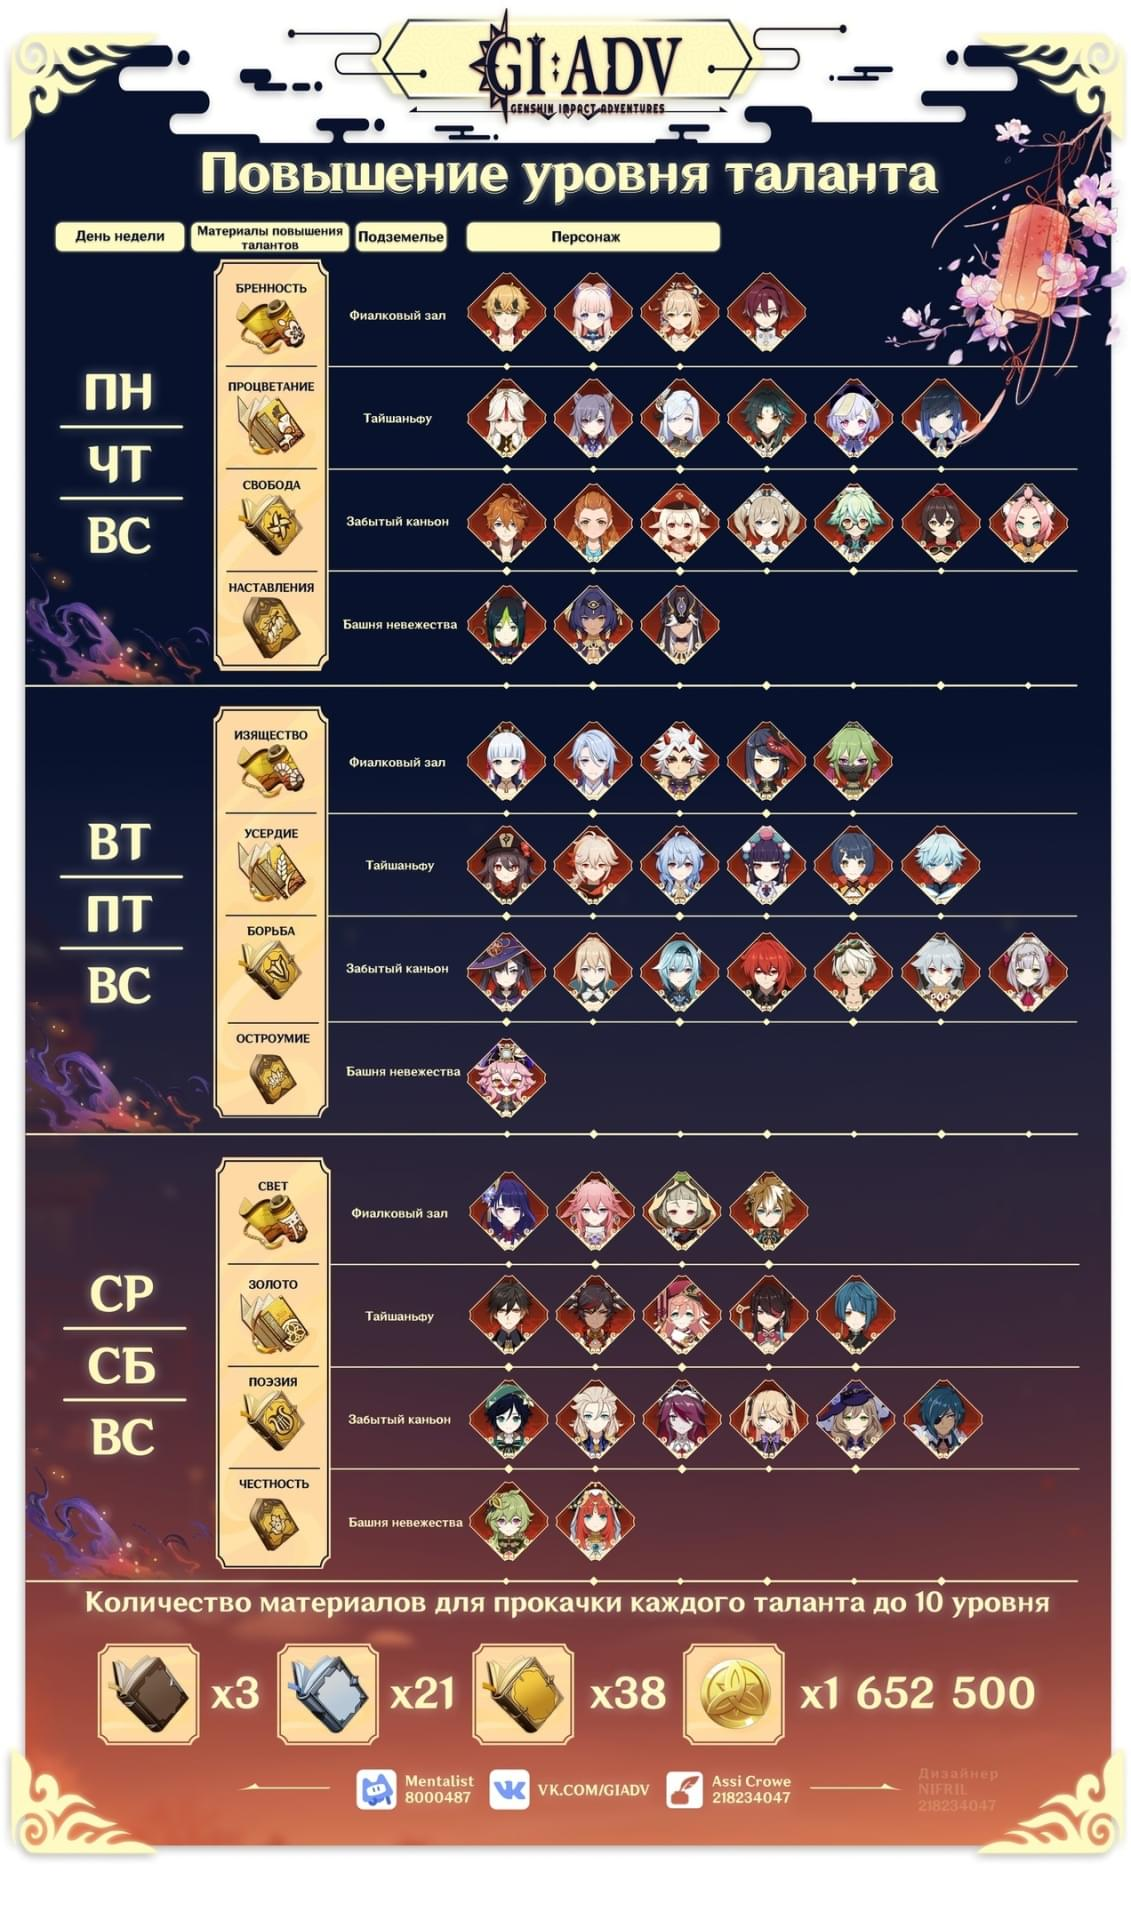 GI:ADV
GENSHIN IMPACT ADVENTURES
Повышение уровня таланта
День недели
Материалы повышения
талантов
Подземелье
Персонаж
ПН
ЧТ
ВС
БРЕННОСТЬ
Фиалковый зал
ПРОЦВЕТАНИЕ
Тайшаньфу
СВОБОДА
Забытый каньон
НАСТАВЛЕНИЯ
Башня невежества
ВТ
ПТ
ВС
ИЗЯЩЕСТВО
Фиалковый зал
УСЕРДИЕ
Тайшаньфу
БОРЬБА
Забытый каньон
ОСТРОУМИЕ
Башня невежества
СР
СБ
ВС
СВЕТ
Фиалковый зал
ЗОЛОТО
Тайшаньфу
ПОЭЗИЯ
Забытый каньон
ЧЕСТНОСТЬ
Башня невежества
Количество материалов для прокачки каждого таланта до 10 уровня
x3
x21
x38
x1 652 500
Mentalist
8000487
VK.COM/GIADV
Assi Crowe
218234047
Дизайнер
NIFRIL
218234047